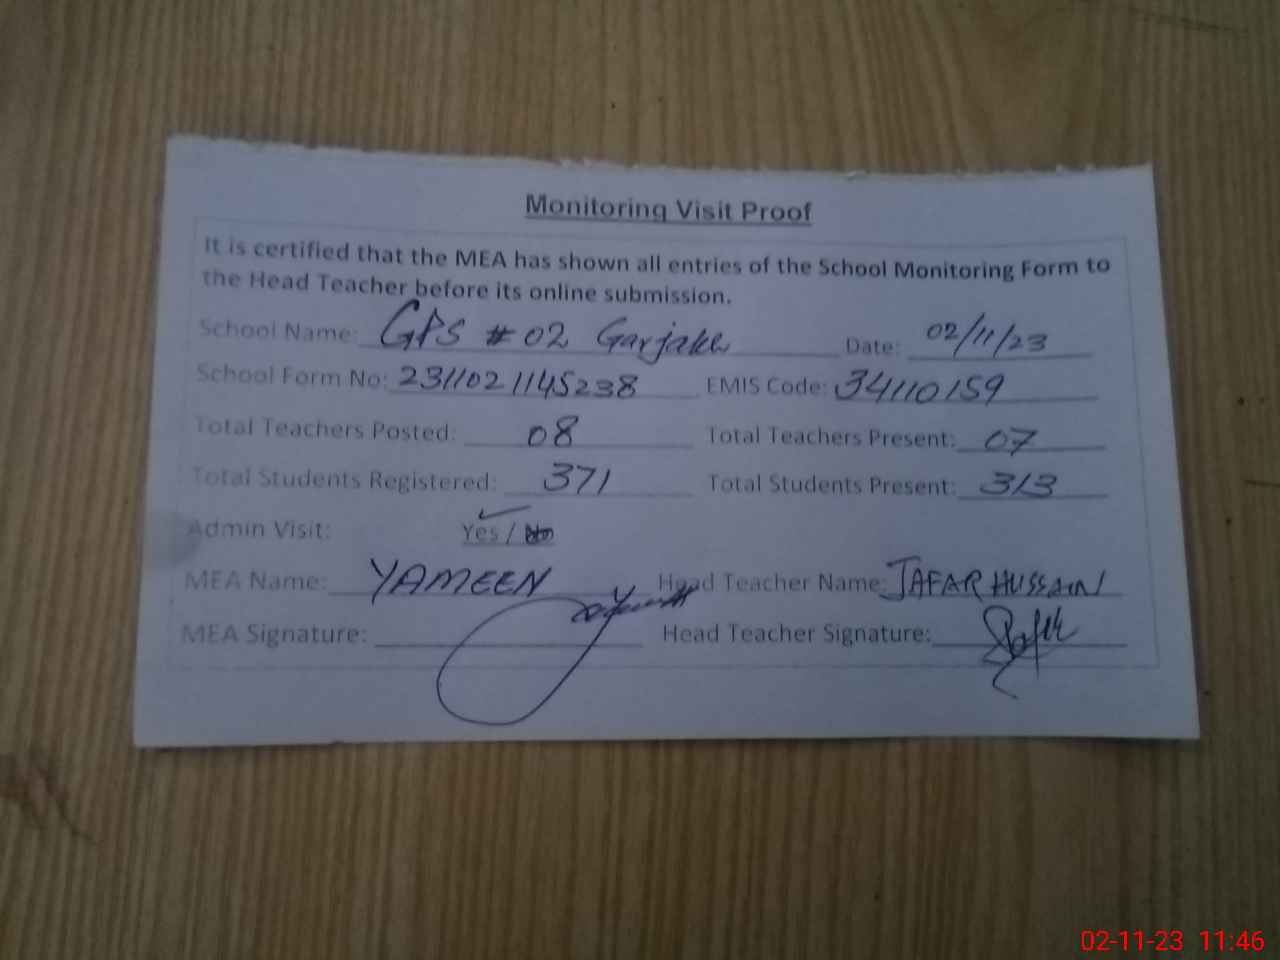 Monitoring Visit Proof
It is certified that the MEA has shown all entries of the School Monitoring Form to
the Head Teacher before its online submission.
School Name: GPS # 02 Garjakh Date: 02/11/23
School Form No: 231102 1145238 EMIS Code: 34110159
Total Teachers Posted: 08 Total Teachers Present: 07
Total Students Registered: 371 Total Students Present: 313
Admin Visit: Yes / No
MEA Name: YAMEEN Head Teacher Name: JAFAR HUSSAIN
MEA Signature: Head Teacher Signature:
02-11-23 11:46